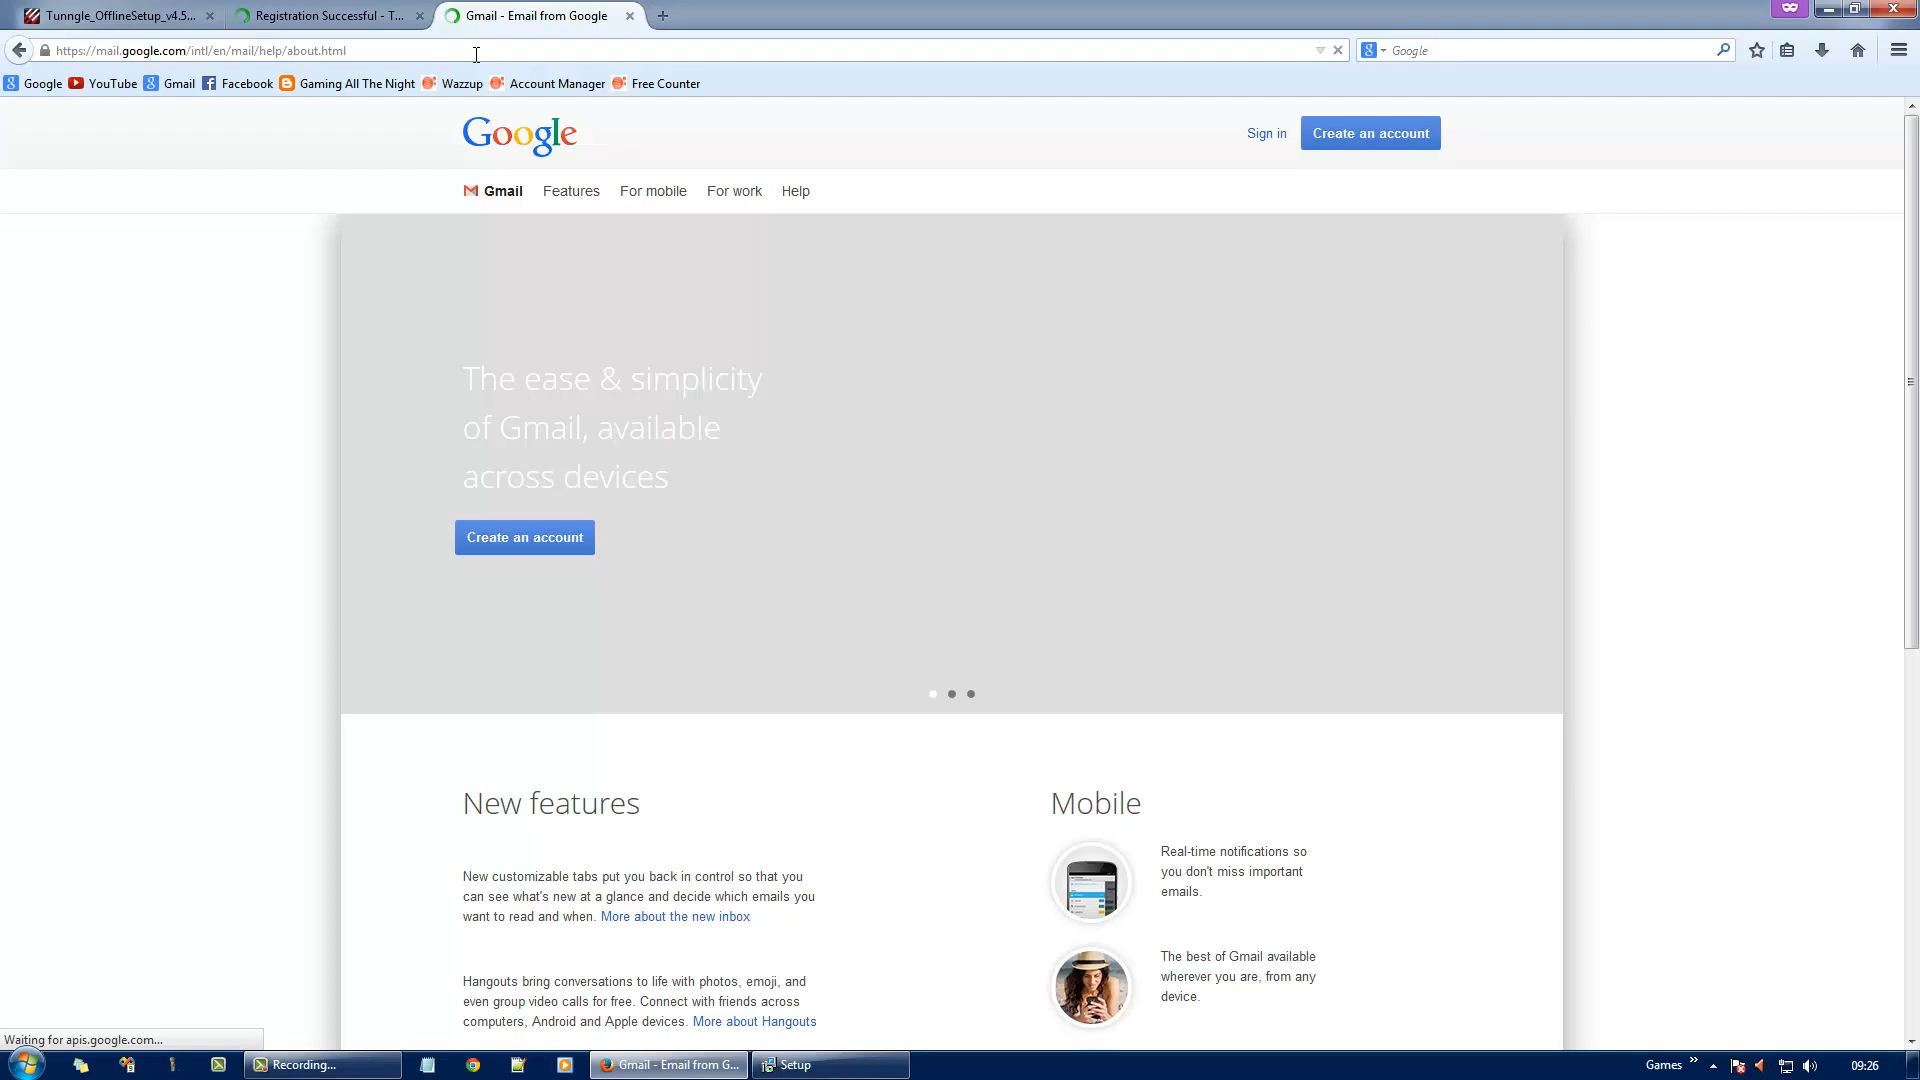 Tunngle_OfflineSetup_v4.5...
Registration Successful - T...
Gmail - Email from Google
https://mail.google.com/intl/en/mail/help/about.html
Google
Google
YouTube
Gmail
Facebook
Gaming All The Night
Wazzup
Account Manager
Free Counter
Google
Sign in
Create an account
Gmail
Features
For mobile
For work
Help
The ease & simplicity
of Gmail, available
across devices
Create an account
New features
New customizable tabs put you back in control so that you
can see what's new at a glance and decide which emails you
want to read and when. More about the new inbox
Hangouts bring conversations to life with photos, emoji, and
even group video calls for free. Connect with friends across
computers, Android and Apple devices. More about Hangouts
Mobile
Real-time notifications so
you don't miss important
emails.
The best of Gmail available
wherever you are, from any
device.
Waiting for apis.google.com...
Recording...
Gmail - Email from G...
Setup
Games
09:26